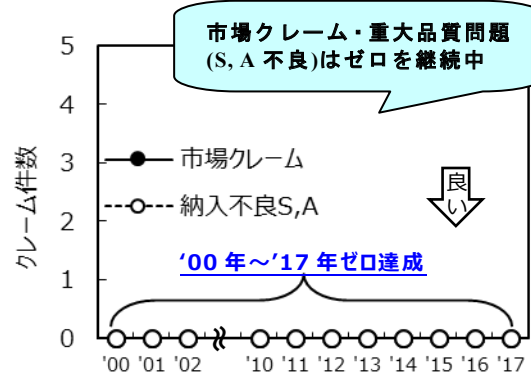 市場クレーム・重大品質問題
(S, A 不良)はゼロを継続中
5
4
3
2
1
0
クレーム件数
市場クレーム
納入不良S,A
良い
‘00 年～’17 年ゼロ達成
'00 '01 '02 '10 '11 '12 '13 '14 '15 '16 '17